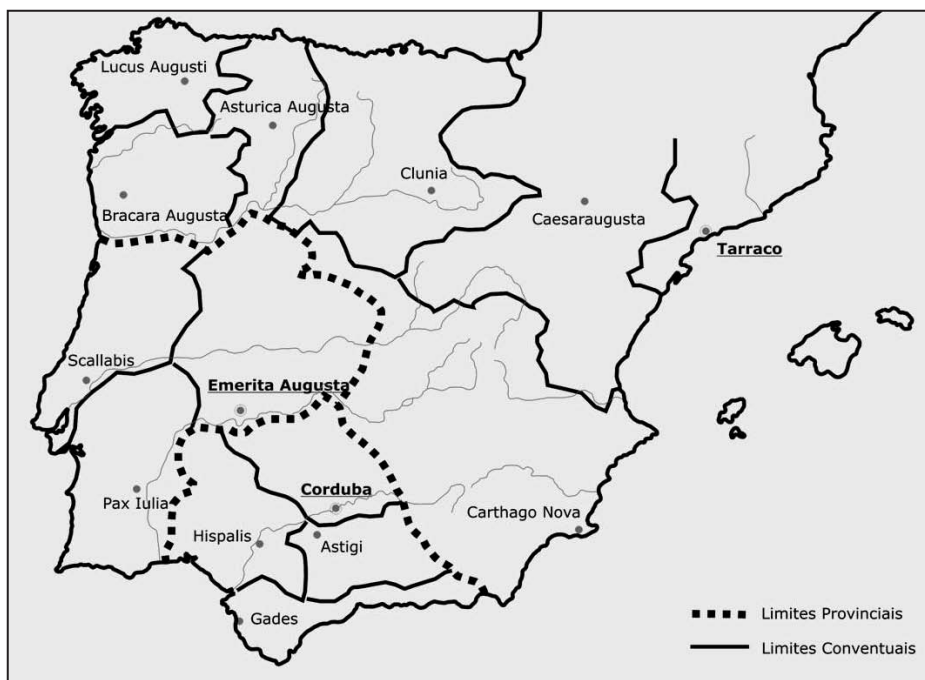 Lucus Augusti
Asturica Augusta
Clunia
Bracara Augusta
Caesaraugusta
Tarraco
Scallabis
Emerita Augusta
Pax Iulia
Corduba
Carthago Nova
Hispalis
Astigi
Gades
Limites Provinciais
Limites Conventuais